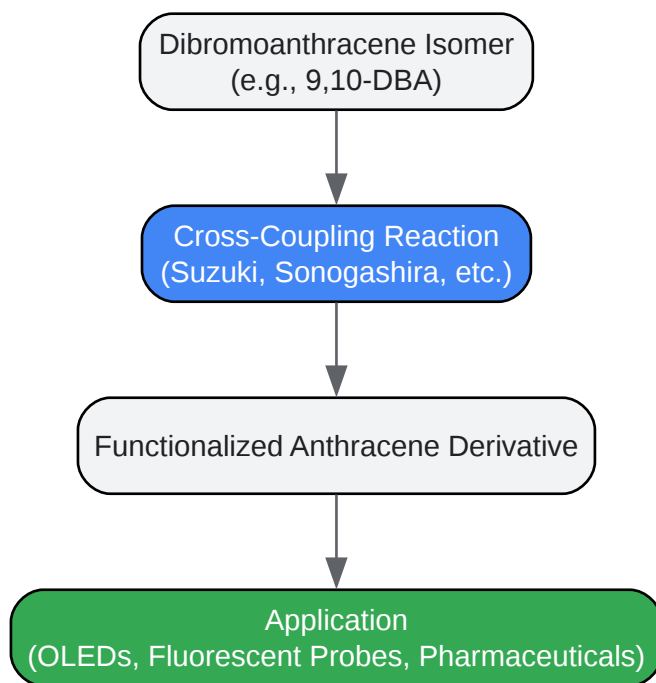 Dibromoanthracene Isomer
(e.g., 9,10-DBA)
Cross-Coupling Reaction
(Suzuki, Sonogashira, etc.)
Functionalized Anthracene Derivative
Application
(OLEDs, Fluorescent Probes, Pharmaceuticals)